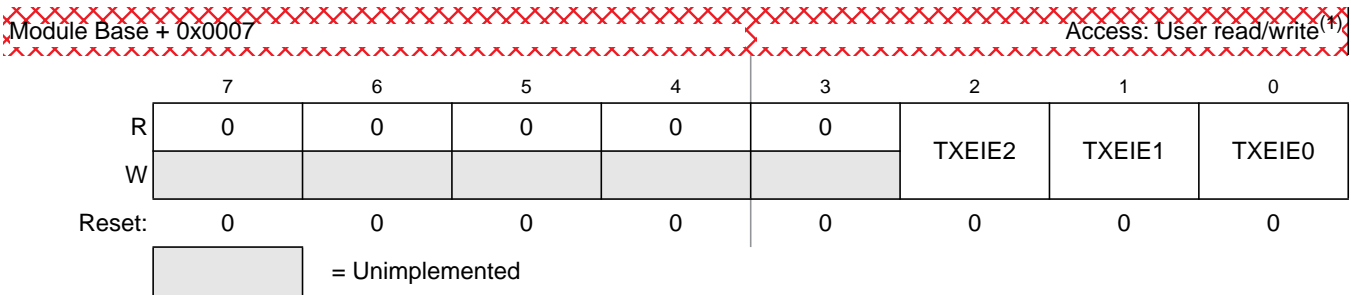 Module Base + 0x0007 Access: User read/write(1)
7 6 5 4 3 2 1 0
R 0 0 0 0 0 TXEIE2 TXEIE1 TXEIE0
W
Reset: 0 0 0 0 0 0 0 0
= Unimplemented